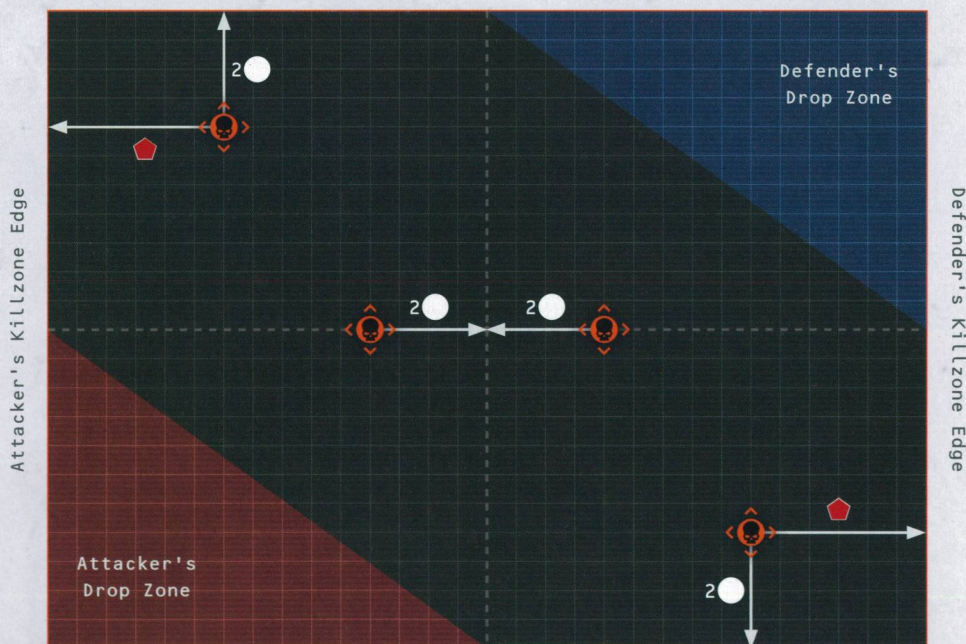 2
Defender's
Drop Zone
Attacker's Killzone Edge
Defender's Killzone Edge
2
2
Attacker's
Drop Zone
2